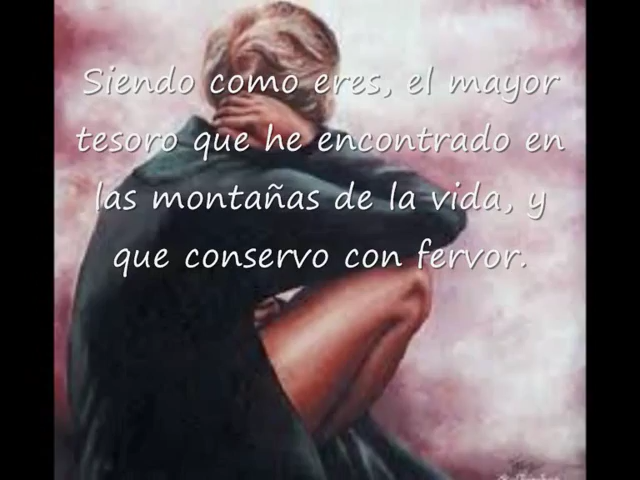 Siendo como eres, el mayor
tesoro que he encontrado en
las montañas de la vida, y
que conservo con fervor.